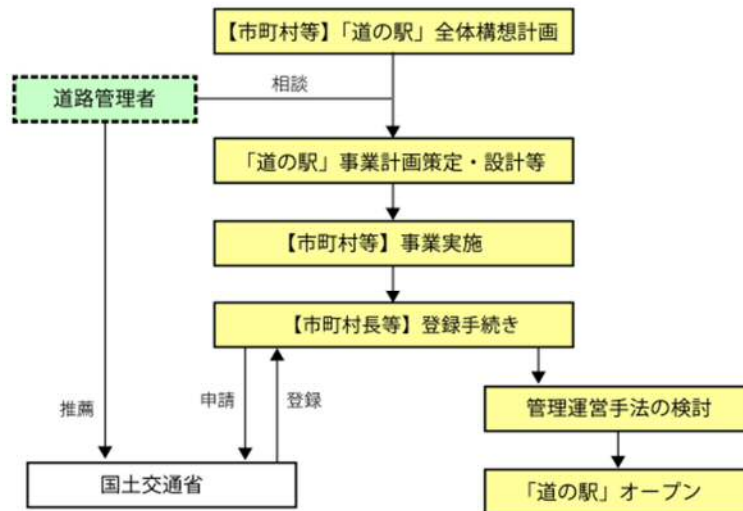 【市町村等】「道の駅」全体構想計画
相談
道路管理者
「道の駅」事業計画策定・設計等
【市町村等】事業実施
【市町村長等】登録手続き
推薦
申請
登録
管理運営手法の検討
国土交通省
「道の駅」オープン